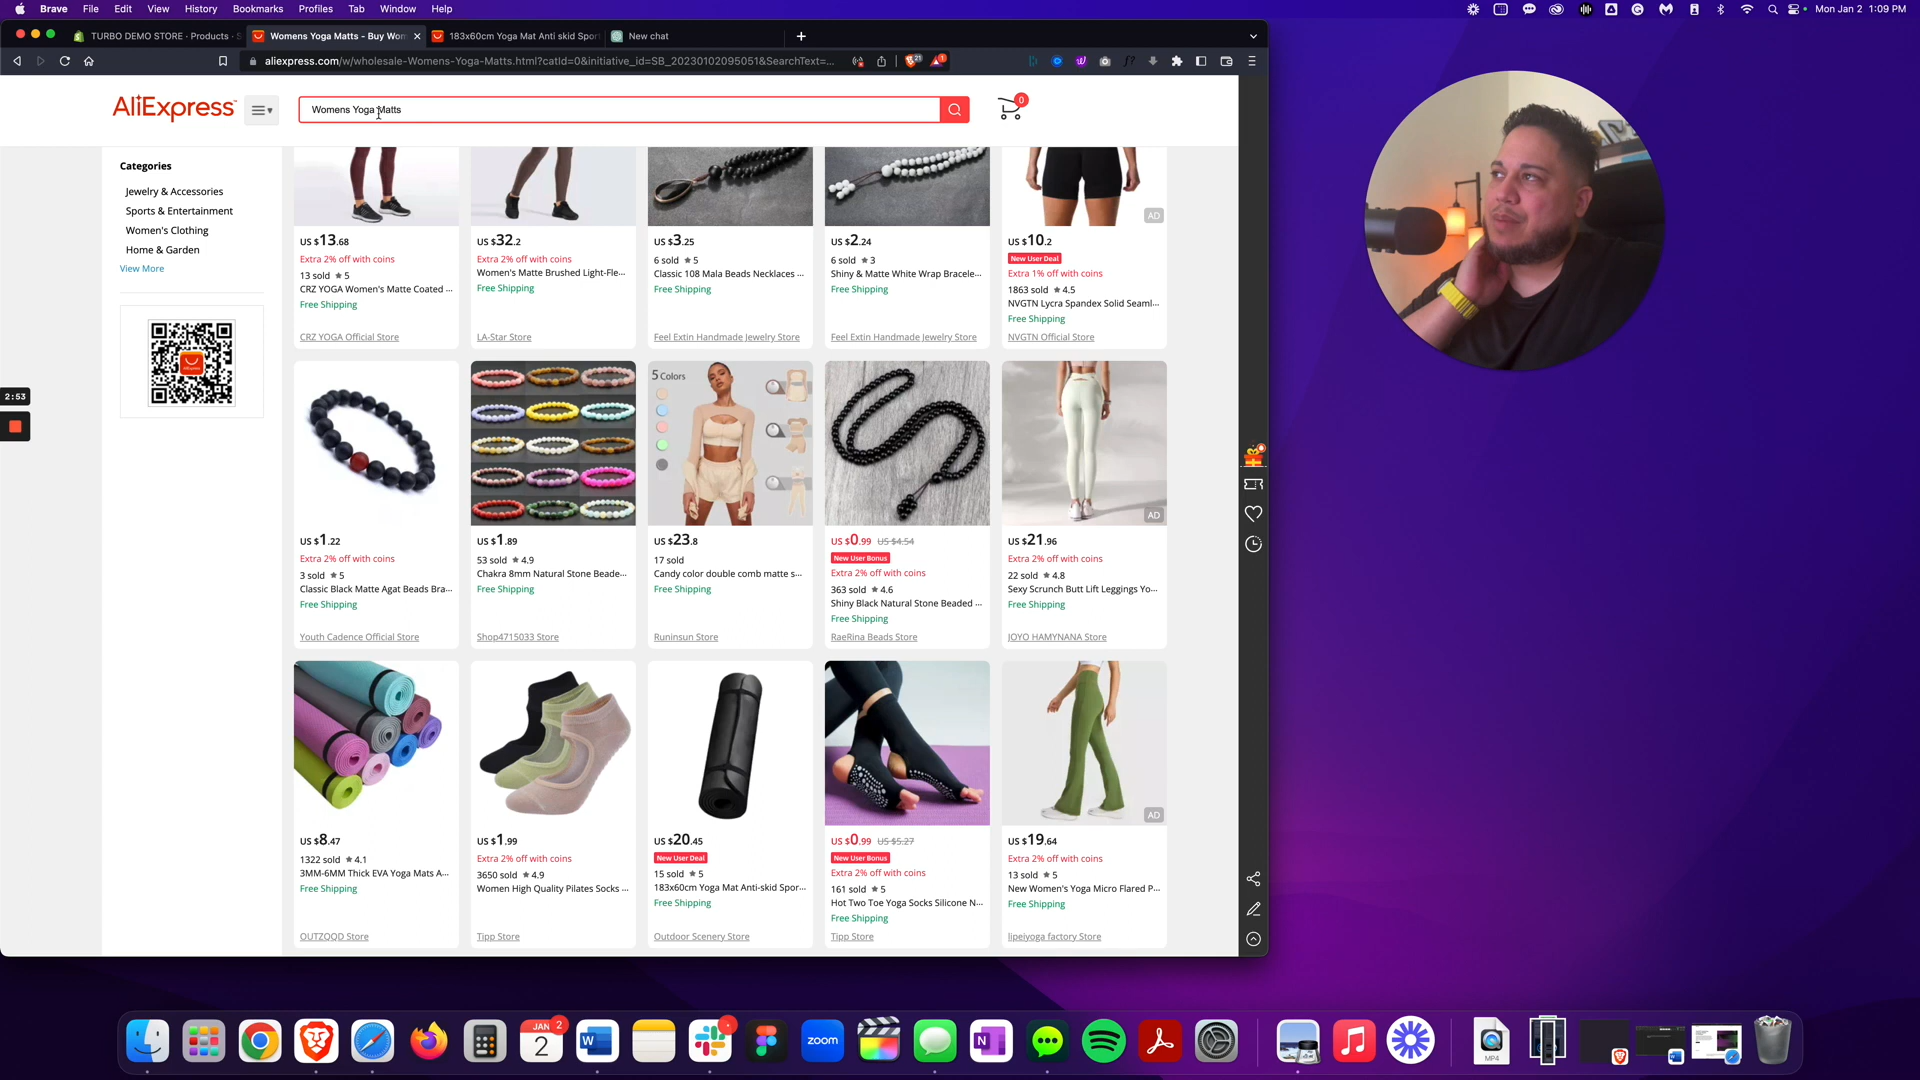 Brave File Edit View History Bookmarks Profiles Tab Window Help
Mon Jan 2 1:09 PM
TURBO DEMO STORE · Products · S
Womens Yoga Matts - Buy Wom
183x60cm Yoga Mat Anti skid Sport
New chat
aliexpress.com/w/wholesale-Womens-Yoga-Matts.html?catId=0&initiative_id=SB_20230102095051&SearchText=...
AliExpress
Womens Yoga Matts
0
Categories
Jewelry & Accessories
Sports & Entertainment
Women's Clothing
Home & Garden
View More
2:53
US $13.68
Extra 2% off with coins
13 sold ★ 5
CRZ YOGA Women's Matte Coated ...
Free Shipping
CRZ YOGA Official Store
US $32.2
Extra 2% off with coins
Women's Matte Brushed Light-Fle...
Free Shipping
LA-Star Store
US $3.25
6 sold ★ 5
Classic 108 Mala Beads Necklaces ...
Free Shipping
Feel Extin Handmade Jewelry Store
US $2.24
6 sold ★ 3
Shiny & Matte White Wrap Bracele...
Free Shipping
Feel Extin Handmade Jewelry Store
AD
US $10.2
New User Deal
Extra 1% off with coins
1863 sold ★ 4.5
NVGTN Lycra Spandex Solid Seaml...
Free Shipping
NVGTN Official Store
US $1.22
Extra 2% off with coins
3 sold ★ 5
Classic Black Matte Agat Beads Bra...
Free Shipping
Youth Cadence Official Store
US $1.89
53 sold ★ 4.9
Chakra 8mm Natural Stone Beade...
Free Shipping
Shop4715033 Store
5 Colors
US $23.8
17 sold
Candy color double comb matte s...
Free Shipping
Runinsun Store
US $0.99 US $4.54
New User Bonus
Extra 2% off with coins
363 sold ★ 4.6
Shiny Black Natural Stone Beaded ...
Free Shipping
RaeRina Beads Store
AD
US $21.96
Extra 2% off with coins
22 sold ★ 4.8
Sexy Scrunch Butt Lift Leggings Yo...
Free Shipping
JOYO HAMYNANA Store
US $8.47
1322 sold ★ 4.1
3MM-6MM Thick EVA Yoga Mats A...
Free Shipping
OUTZQQD Store
US $1.99
Extra 2% off with coins
3650 sold ★ 4.9
Women High Quality Pilates Socks ...
Free Shipping
Tipp Store
US $20.45
New User Deal
15 sold ★ 5
183x60cm Yoga Mat Anti-skid Spor...
Free Shipping
Outdoor Scenery Store
US $0.99 US $5.27
New User Bonus
Extra 2% off with coins
161 sold ★ 5
Hot Two Toe Yoga Socks Silicone N...
Free Shipping
Tipp Store
AD
US $19.64
Extra 2% off with coins
13 sold ★ 5
New Women's Yoga Micro Flared P...
Free Shipping
lipeiyoga factory Store
JAN
2
2
zoom
MP4